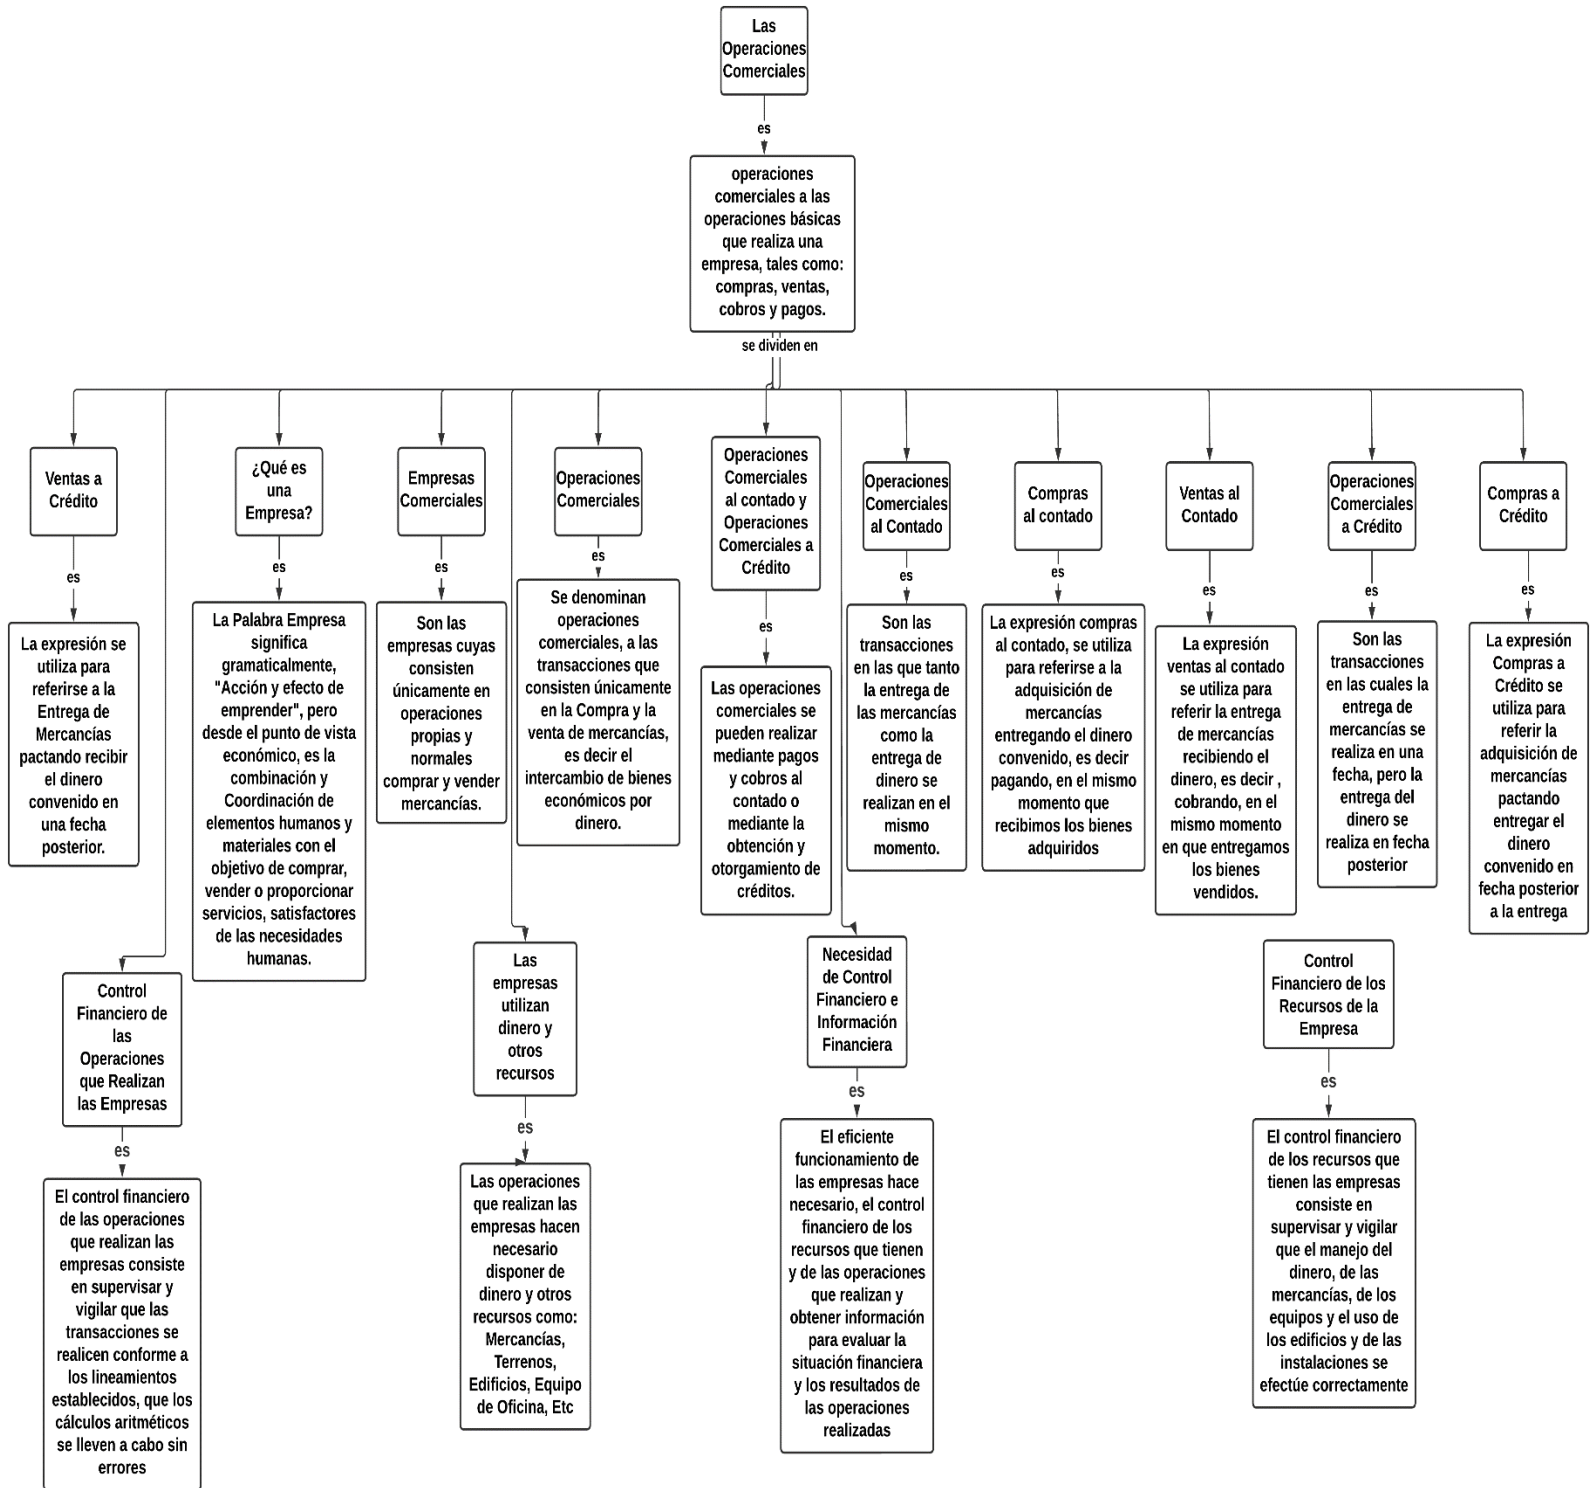 Las
Operaciones
Comerciales
es
operaciones
comerciales a las
operaciones básicas
que realiza una
empresa, tales como:
compras, ventas,
cobros y pagos.
se dividen en
Ventas a
Crédito
es
La expresión se
utiliza para
referirse a la
Entrega de
Mercancías
pactando recibir
el dinero
convenido en
una fecha
posterior.
¿Qué es
una
Empresa?
es
La Palabra Empresa
significa
gramaticalmente,
"Acción y efecto de
emprender", pero
desde el punto de vista
económico, es la
combinación y
Coordinación de
elementos humanos y
materiales con el
objetivo de comprar,
vender o proporcionar
servicios, satisfactores
de las necesidades
humanas.
Empresas
Comerciales
es
Son las
empresas cuyas
consisten
únicamente en
operaciones
propias y
normales
comprar y vender
mercancías.
Operaciones
Comerciales
es
Se denominan
operaciones
comerciales, a las
transacciones que
consisten únicamente
en la Compra y la
venta de mercancías,
es decir el
intercambio de bienes
económicos por
dinero.
Operaciones
Comerciales
al contado y
Operaciones
Comerciales a
Crédito
es
Las operaciones
comerciales se
pueden realizar
mediante pagos
y cobros al
contado o
mediante la
obtención y
otorgamiento de
créditos.
Operaciones
Comerciales
al Contado
es
Son las
transacciones
en las que tanto
la entrega de
las mercancías
como la
entrega de
dinero se
realizan en el
mismo
momento.
Compras
al contado
es
La expresión compras
al contado, se utiliza
para referirse a la
adquisición de
mercancías
entregando el dinero
convenido, es decir
pagando, en el mismo
momento que
recibimos los bienes
adquiridos
Ventas al
Contado
es
La expresión
ventas al contado
se utiliza para
referir la entrega
de mercancías
recibiendo el
dinero, es decir ,
cobrando, en el
mismo momento
en que entregamos
los bienes
vendidos.
Operaciones
Comerciales
a Crédito
es
Son las
transacciones
en las cuales la
entrega de
mercancías se
realiza en una
fecha, pero la
entrega del
dinero se
realiza en fecha
posterior
Compras a
Crédito
es
La expresión
Compras a
Crédito se
utiliza para
referir la
adquisición de
mercancías
pactando
entregar el
dinero
convenido en
fecha posterior
a la entrega
Control
Financiero de
las
Operaciones
que Realizan
las Empresas
es
El control financiero
de las operaciones
que realizan las
empresas consiste
en supervisar y
vigilar que las
transacciones se
realicen conforme a
los lineamientos
establecidos, que los
cálculos aritméticos
se lleven a cabo sin
errores
Las
empresas
utilizan
dinero y
otros
recursos
es
Las operaciones
que realizan las
empresas hacen
necesario
disponer de
dinero y otros
recursos como:
Mercancías,
Terrenos,
Edificios, Equipo
de Oficina, Etc
Necesidad
de Control
Financiero e
Información
Financiera
es
El eficiente
funcionamiento de
las empresas hace
necesario, el control
financiero de los
recursos que tienen
y de las operaciones
que realizan y
obtener información
para evaluar la
situación financiera
y los resultados de
las operaciones
realizadas
Control
Financiero de los
Recursos de la
Empresa
es
El control financiero
de los recursos que
tienen las empresas
consiste en
supervisar y vigilar
que el manejo del
dinero, de las
mercancías, de los
equipos y el uso de
los edificios y de las
instalaciones se
efectúe correctamente